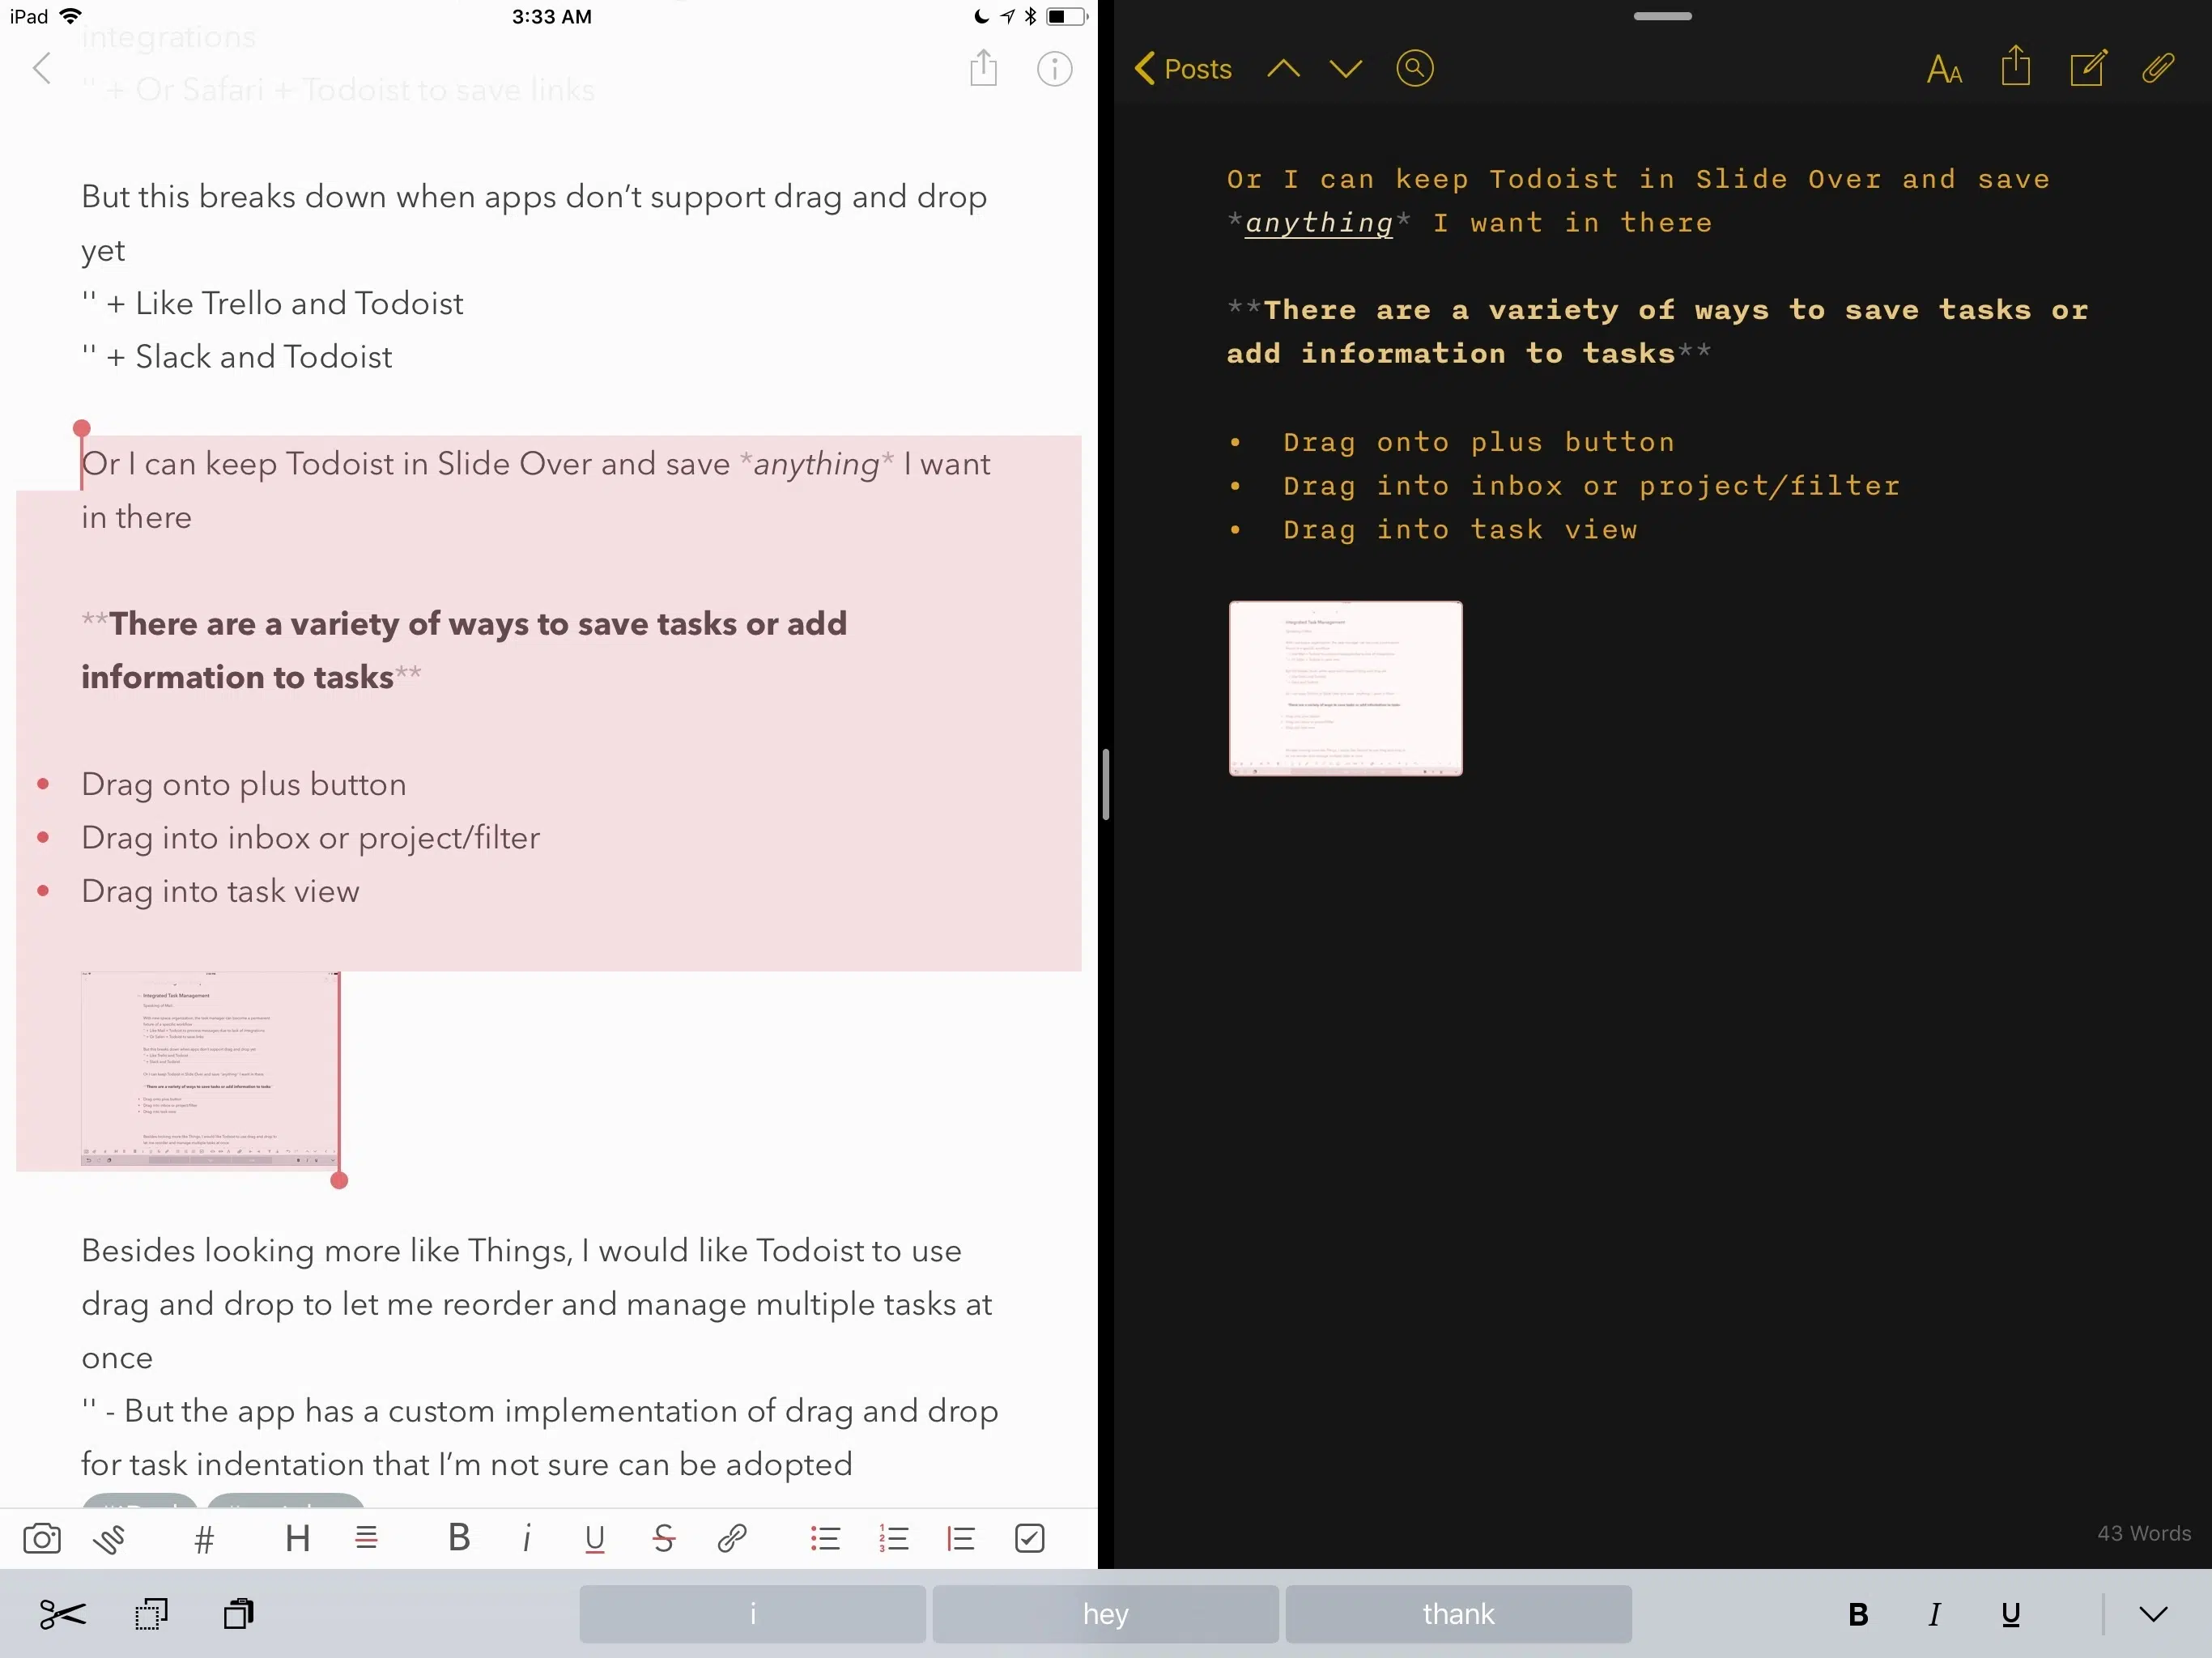 iPad
3:33 AM
integrations
" + Or Safari + Todoist to save links
But this breaks down when apps don’t support drag and drop
yet
" + Like Trello and Todoist
" + Slack and Todoist
Or I can keep Todoist in Slide Over and save *anything* I want
in there
**There are a variety of ways to save tasks or add
information to tasks**
• Drag onto plus button
• Drag into inbox or project/filter
• Drag into task view
Integrated Task Management
Besides looking more like Things, I would like Todoist to use
drag and drop to let me reorder and manage multiple tasks at
once
" - But the app has a custom implementation of drag and drop
for task indentation that I’m not sure can be adopted
# H B i U S
Posts
AA
Or I can keep Todoist in Slide Over and save
*anything* I want in there
**There are a variety of ways to save tasks or
add information to tasks**
• Drag onto plus button
• Drag into inbox or project/filter
• Drag into task view
Integrated Task Management
43 Words
i
hey
thank
B I U